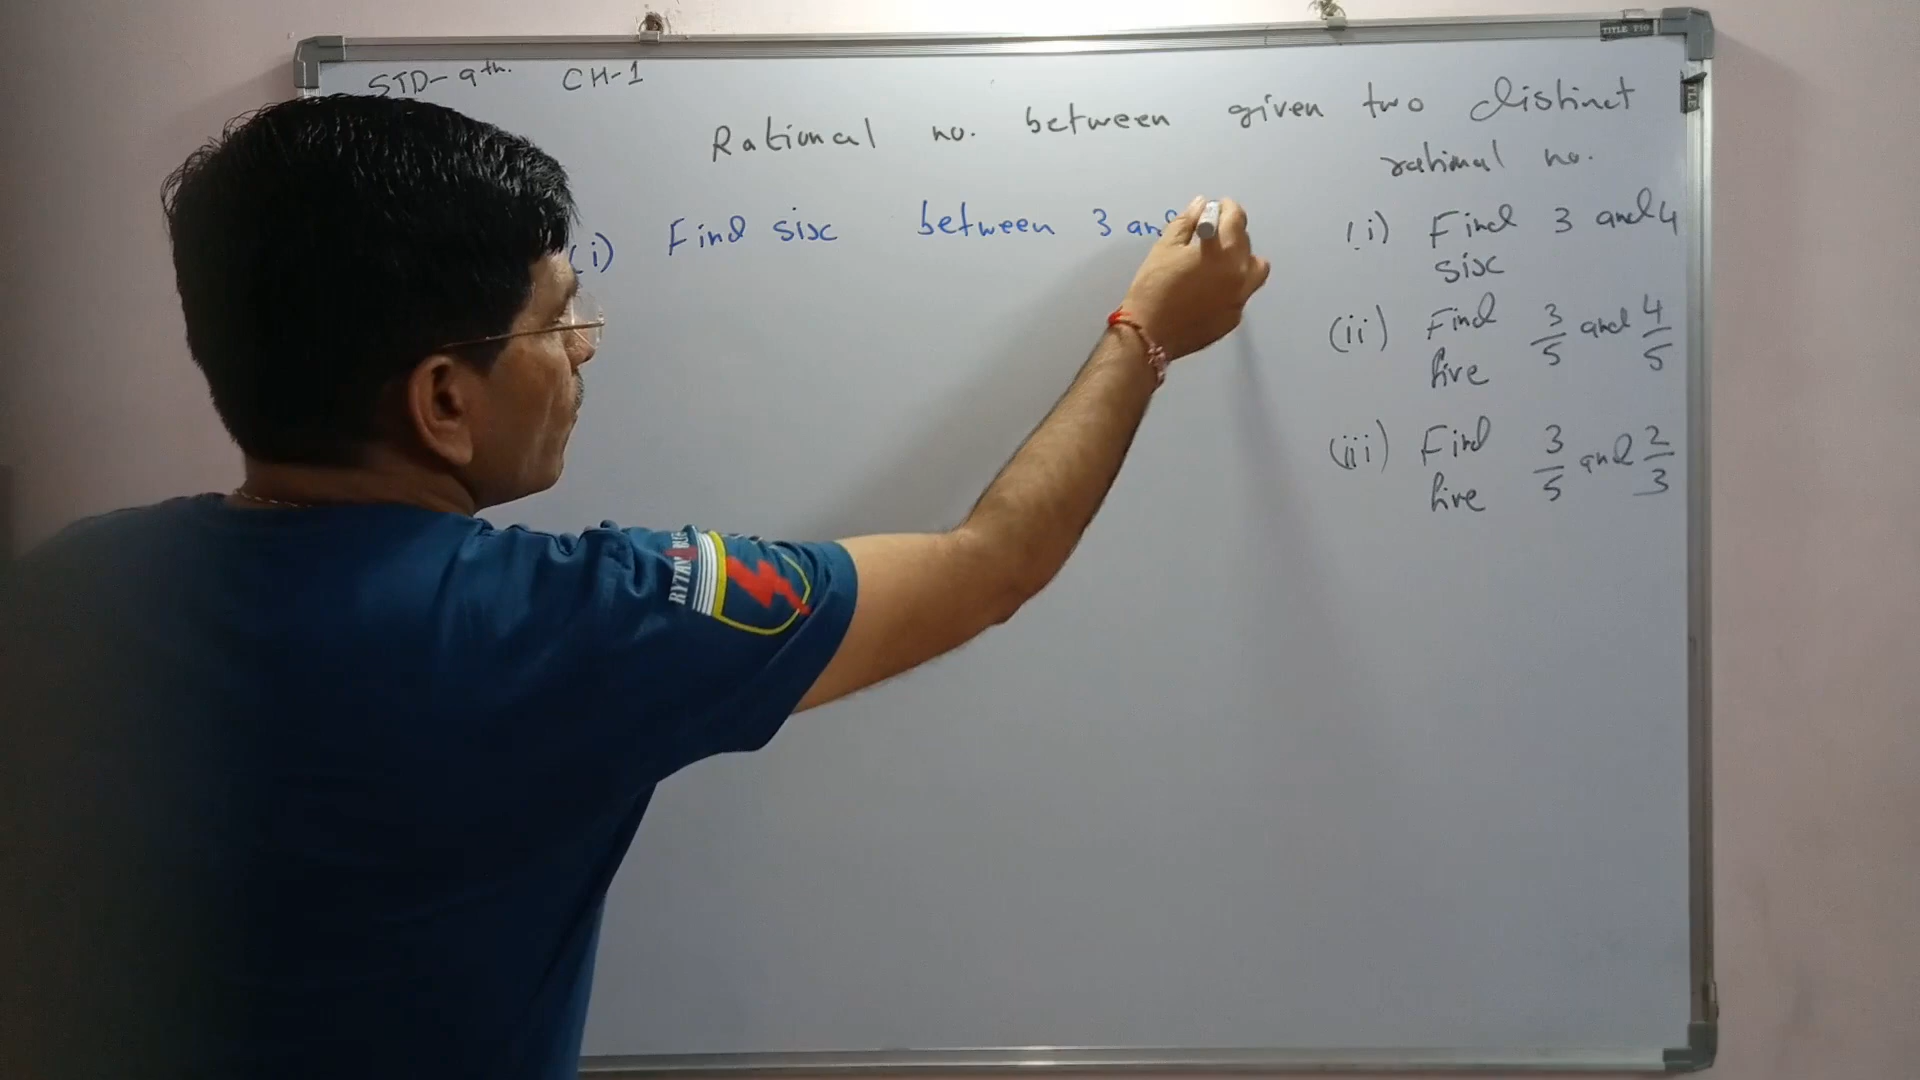 STD-9th. CH-1
Rational no. between given two distinct
rational no.
(i) Find six between 3 and
(i) Find 3 and 4
six
(ii) Find 3/5 and 4/5
five
(iii) Find 3/5 and 2/3
five
TITLE